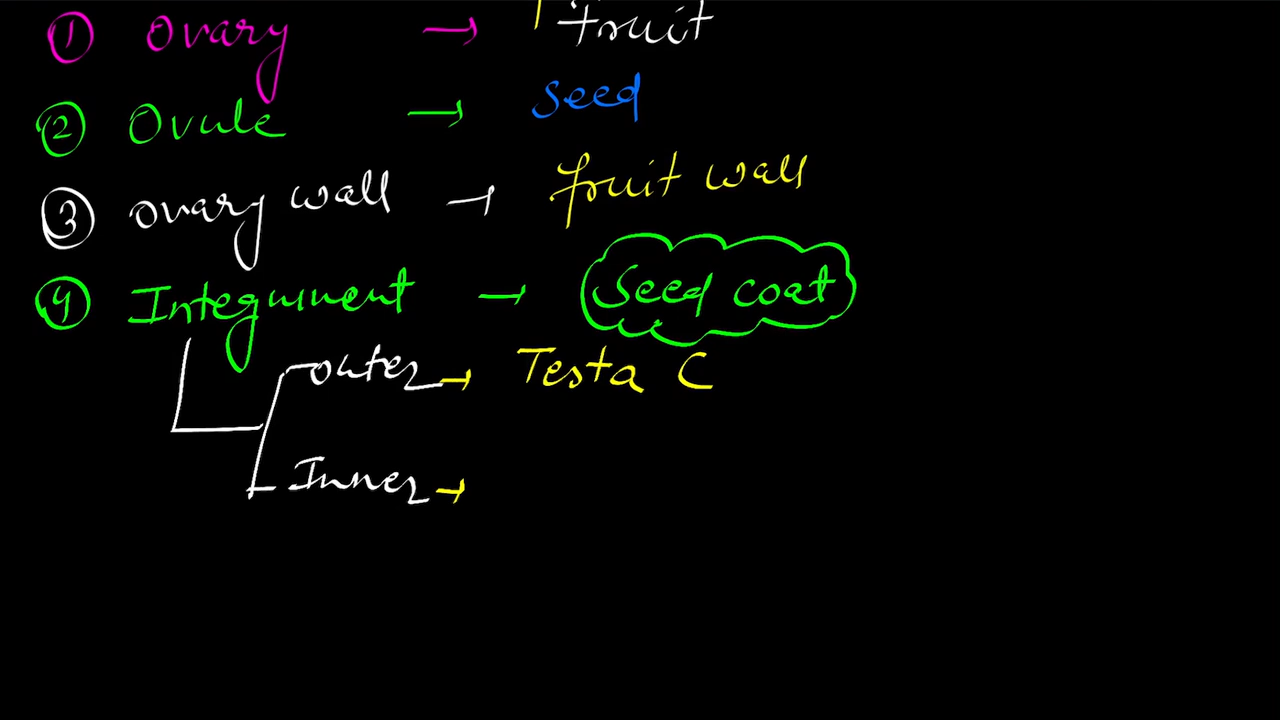 ① Ovary → fruit
② Ovule → Seed
③ ovary wall → fruit wall
④ Integument → Seed coat
outer → Testa C
Inner →